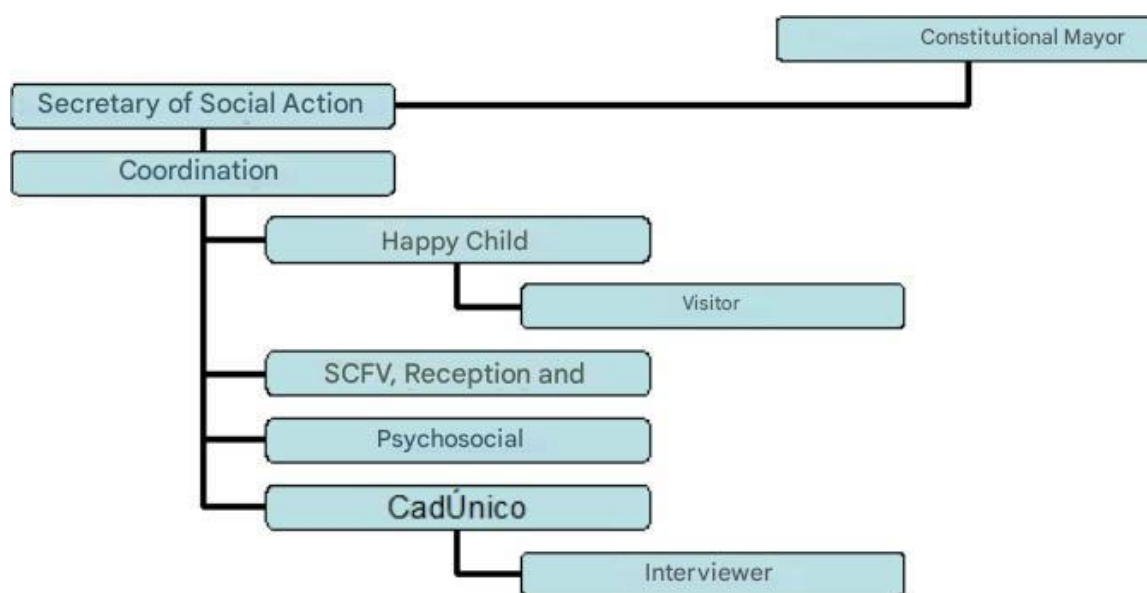 Constitutional Mayor
Secretary of Social Action
Coordination
Happy Child
Visitor
SCFV, Reception and
Psychosocial
CadÚnico
Interviewer